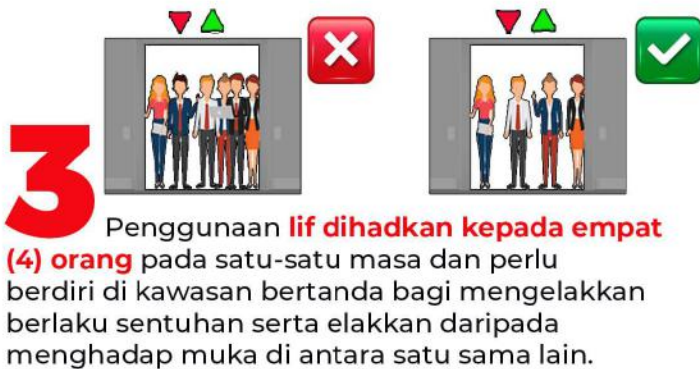 3
Penggunaan lif dihadkan kepada empat
(4) orang pada satu-satu masa dan perlu
berdiri di kawasan bertanda bagi mengelakkan
berlaku sentuhan serta elakkan daripada
menghadap muka di antara satu sama lain.